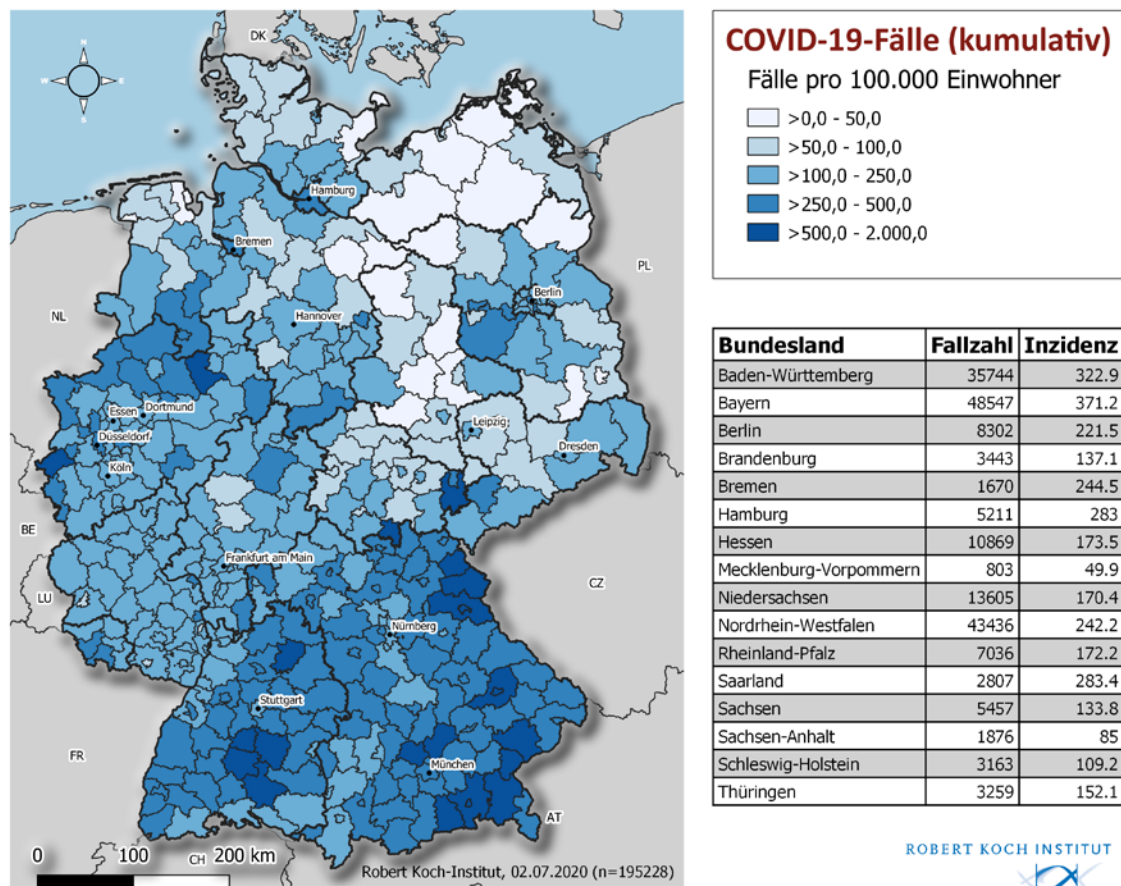 COVID-19-Fälle (kumulativ)
Fälle pro 100.000 Einwohner
>0,0 - 50,0
>50,0 - 100,0
>100,0 - 250,0
>250,0 - 500,0
>500,0 - 2.000,0
N
W
E
S
DK
Hamburg
Bremen
PL
Berlin
NL
Hannover
Essen
Dortmund
Düsseldorf
Leipzig
Dresden
Köln
BE
Frankfurt am Main
CZ
LU
Nürnberg
Stuttgart
FR
München
AT
CH
0 100 200 km
Robert Koch-Institut, 02.07.2020 (n=195228)
Bundesland Fallzahl Inzidenz
Baden-Württemberg 35744 322.9
Bayern 48547 371.2
Berlin 8302 221.5
Brandenburg 3443 137.1
Bremen 1670 244.5
Hamburg 5211 283
Hessen 10869 173.5
Mecklenburg-Vorpommern 803 49.9
Niedersachsen 13605 170.4
Nordrhein-Westfalen 43436 242.2
Rheinland-Pfalz 7036 172.2
Saarland 2807 283.4
Sachsen 5457 133.8
Sachsen-Anhalt 1876 85
Schleswig-Holstein 3163 109.2
Thüringen 3259 152.1
ROBERT KOCH INSTITUT